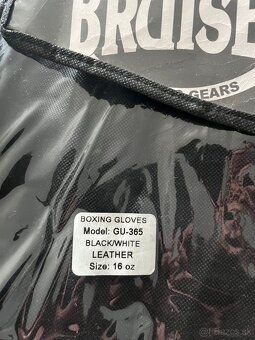 BRUISE
GEARS
BOXING GLOVES
Model: GU-365
BLACK/WHITE
LEATHER
Size: 16 oz